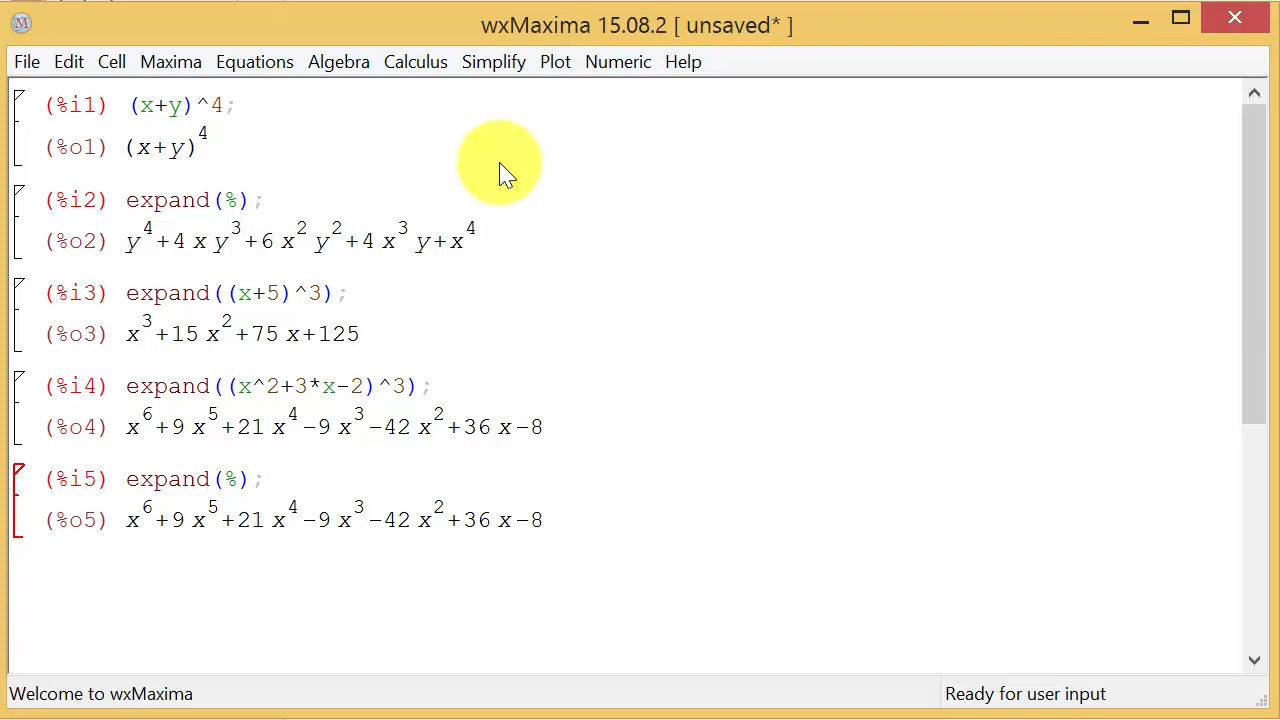 wxMaxima 15.08.2 [ unsaved* ]
File Edit Cell Maxima Equations Algebra Calculus Simplify Plot Numeric Help
(%i1) (x+y)^4;
(%o1) (x+y)⁴
(%i2) expand(%);
(%o2) y⁴+4 x y³+6 x² y²+4 x³ y+x⁴
(%i3) expand((x+5)^3);
(%o3) x³+15 x²+75 x+125
(%i4) expand((x^2+3*x-2)^3);
(%o4) x⁶+9 x⁵+21 x⁴-9 x³-42 x²+36 x-8
(%i5) expand(%);
(%o5) x⁶+9 x⁵+21 x⁴-9 x³-42 x²+36 x-8
Welcome to wxMaxima Ready for user input